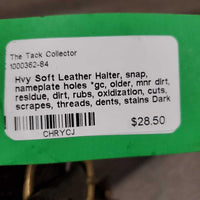 The Tack Collector
1000362-84
Hvy Soft Leather Halter, snap,
nameplate holes *gc, older, mnr dirt,
residue, dirt, rubs, oxidization, cuts,
scrapes, threads, dents, stains Dark
$28.50
CHRYCJ